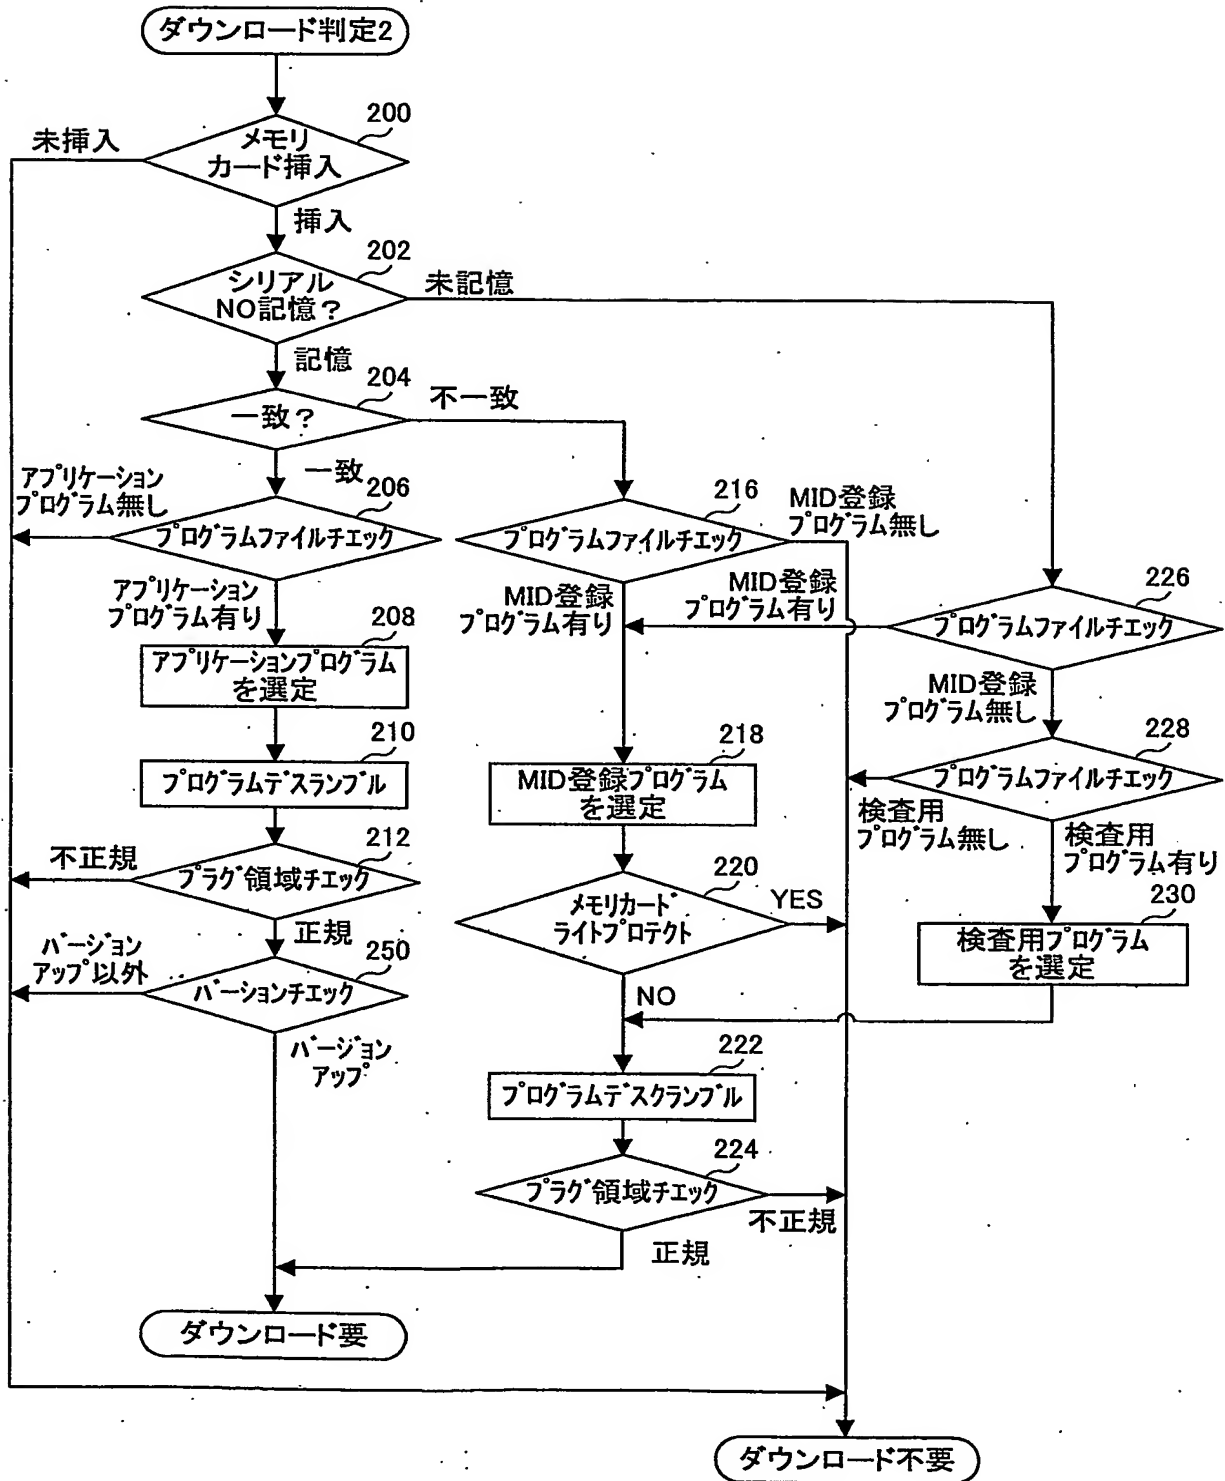 ダウンロード判定2
200
メモリ
カード挿入
未挿入
挿入
202
シリアル
NO記憶?
未記憶
記憶
204
一致?
不一致
一致
アプリケーション
プログラム無し
206
プログラムファイルチェック
216
プログラムファイルチェック
MID登録
プログラム無し
アプリケーション
プログラム有り
MID登録
プログラム有り
MID登録
プログラム有り
226
プログラムファイルチェック
208
アプリケーションプログラム
を選定
MID登録
プログラム無し
210
プログラムデスランブル
218
MID登録プログラム
を選定
228
プログラムファイルチェック
検査用
プログラム無し
検査用
プログラム有り
不正規
212
プラグ領域チェック
正規
220
メモリカード
ライトプロテクト
YES
NO
230
検査用プログラム
を選定
バージョン
アップ以外
250
バーションチェック
バージョン
アップ
222
プログラムデスクランブル
224
プラグ領域チェック
不正規
正規
ダウンロード要
ダウンロード不要